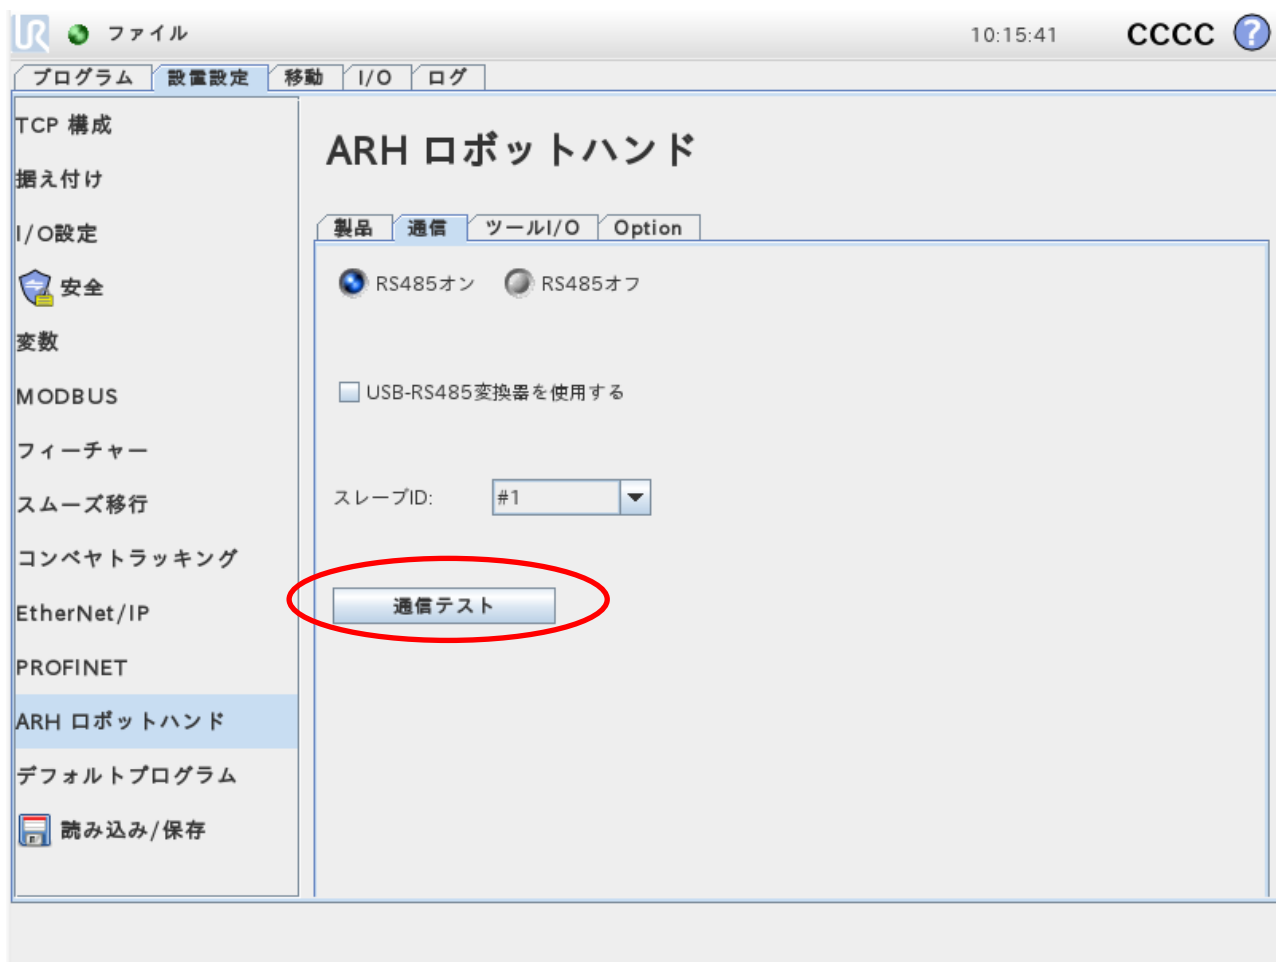 UR ファイル 10:15:41 CCCC ?
プログラム 設置設定 移動 I/O ログ
TCP 構成
据え付け
I/O設定
安全
変数
MODBUS
フィーチャー
スムーズ移行
コンベヤトラッキング
EtherNet/IP
PROFINET
ARH ロボットハンド
デフォルトプログラム
読み込み/保存
ARH ロボットハンド
製品 通信 ツールI/O Option
RS485オン RS485オフ
USB-RS485変換器を使用する
スレーブID: #1
通信テスト